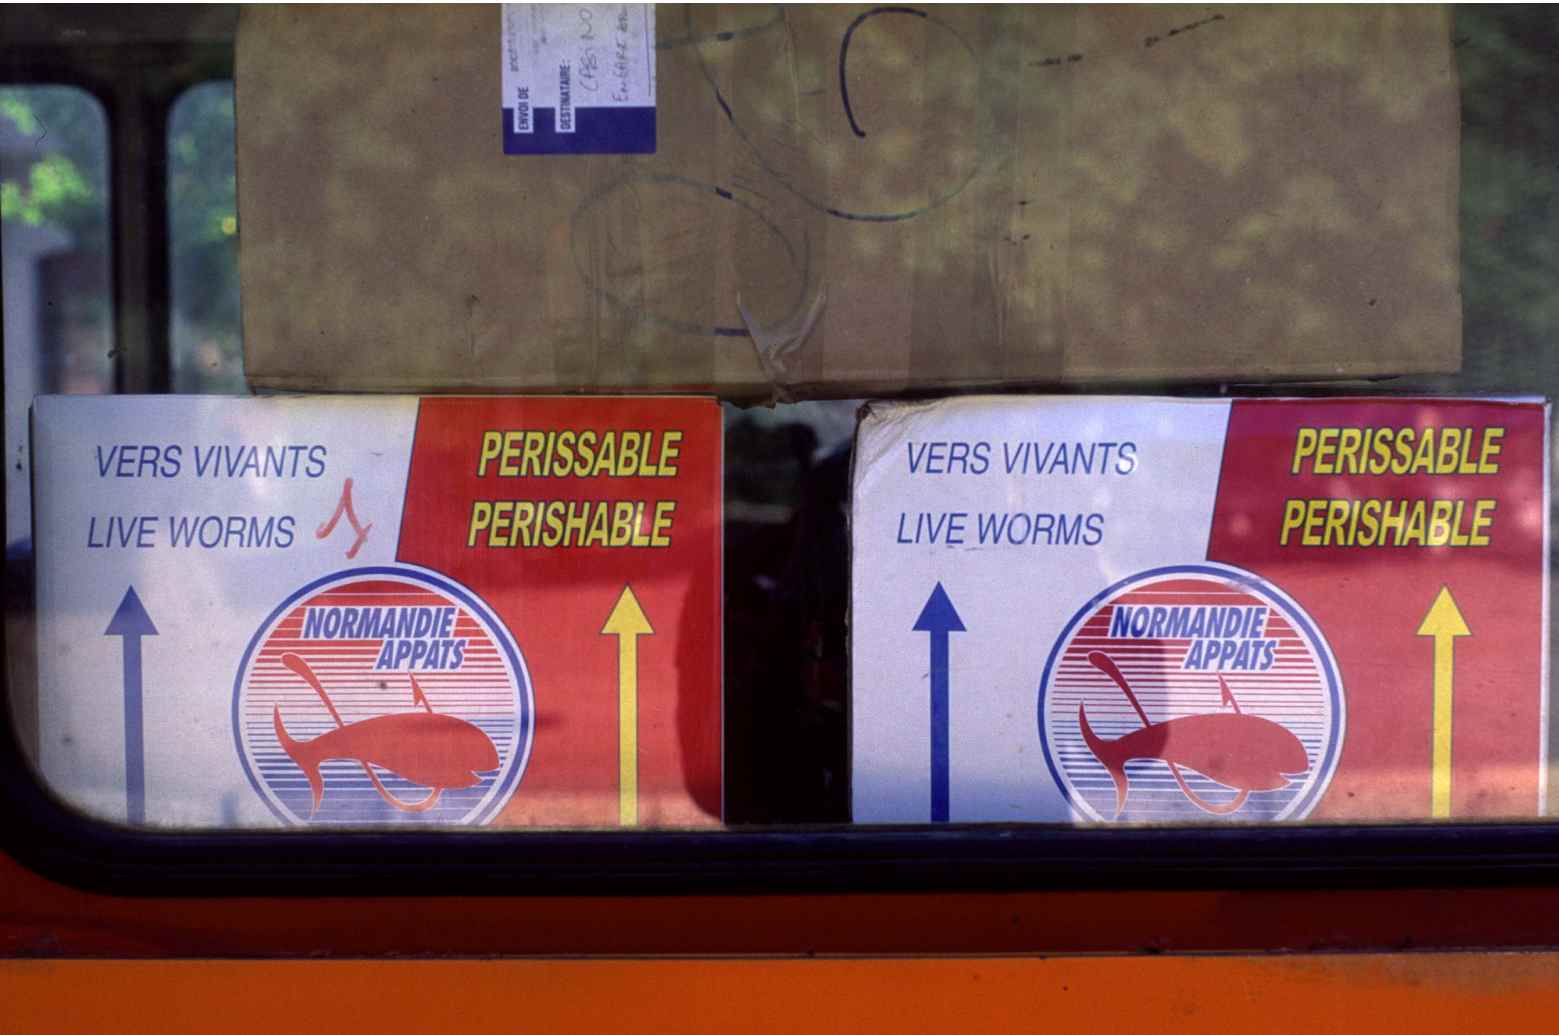 ENVOI DE
DESTINATAIRE:
CASINO
VERS VIVANTS
LIVE WORMS
PERISSABLE
PERISHABLE
NORMANDIE
APPATS
VERS VIVANTS
LIVE WORMS
PERISSABLE
PERISHABLE
NORMANDIE
APPATS